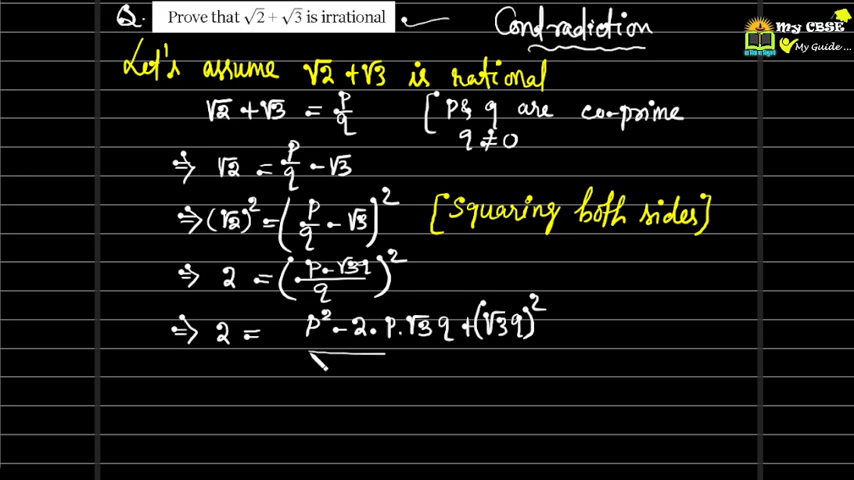 Q. Prove that √2 + √3 is irrational
Contradiction
My CBSE
My Guide ...
Let's assume √2 + √3 is rational
√2 + √3 = p/q [p & q are co-prime
q ≠ 0
⇒ √2 = p/q - √3
⇒ (√2)² = (p/q - √3)² [Squaring both sides]
⇒ 2 = (p - √3q/q)²
⇒ 2 = p² - 2 · p · √3 q + (√3q)²